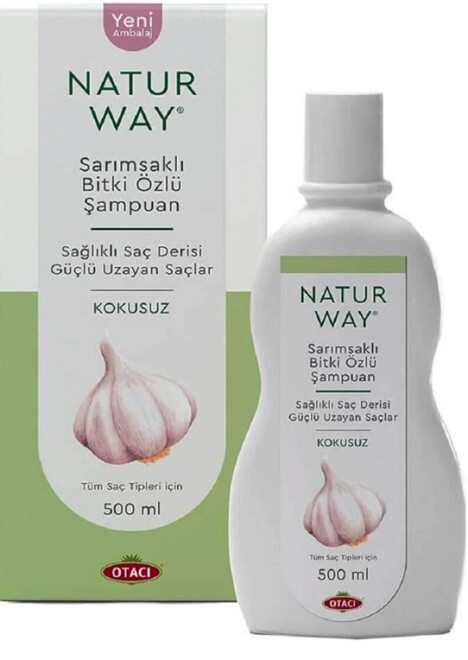 Yeni
Ambalaj
NATUR
WAY®
Sarımsaklı
Bitki Özlü
Şampuan
Sağlıklı Saç Derisi
Güçlü Uzayan Saçlar
KOKUSUZ
Tüm Saç Tipleri için
500 ml
OTACI
NATUR
WAY®
Sarımsaklı
Bitki Özlü
Şampuan
Sağlıklı Saç Derisi
Güçlü Uzayan Saçlar
KOKUSUZ
Tüm Saç Tipleri için
500 ml
OTACI